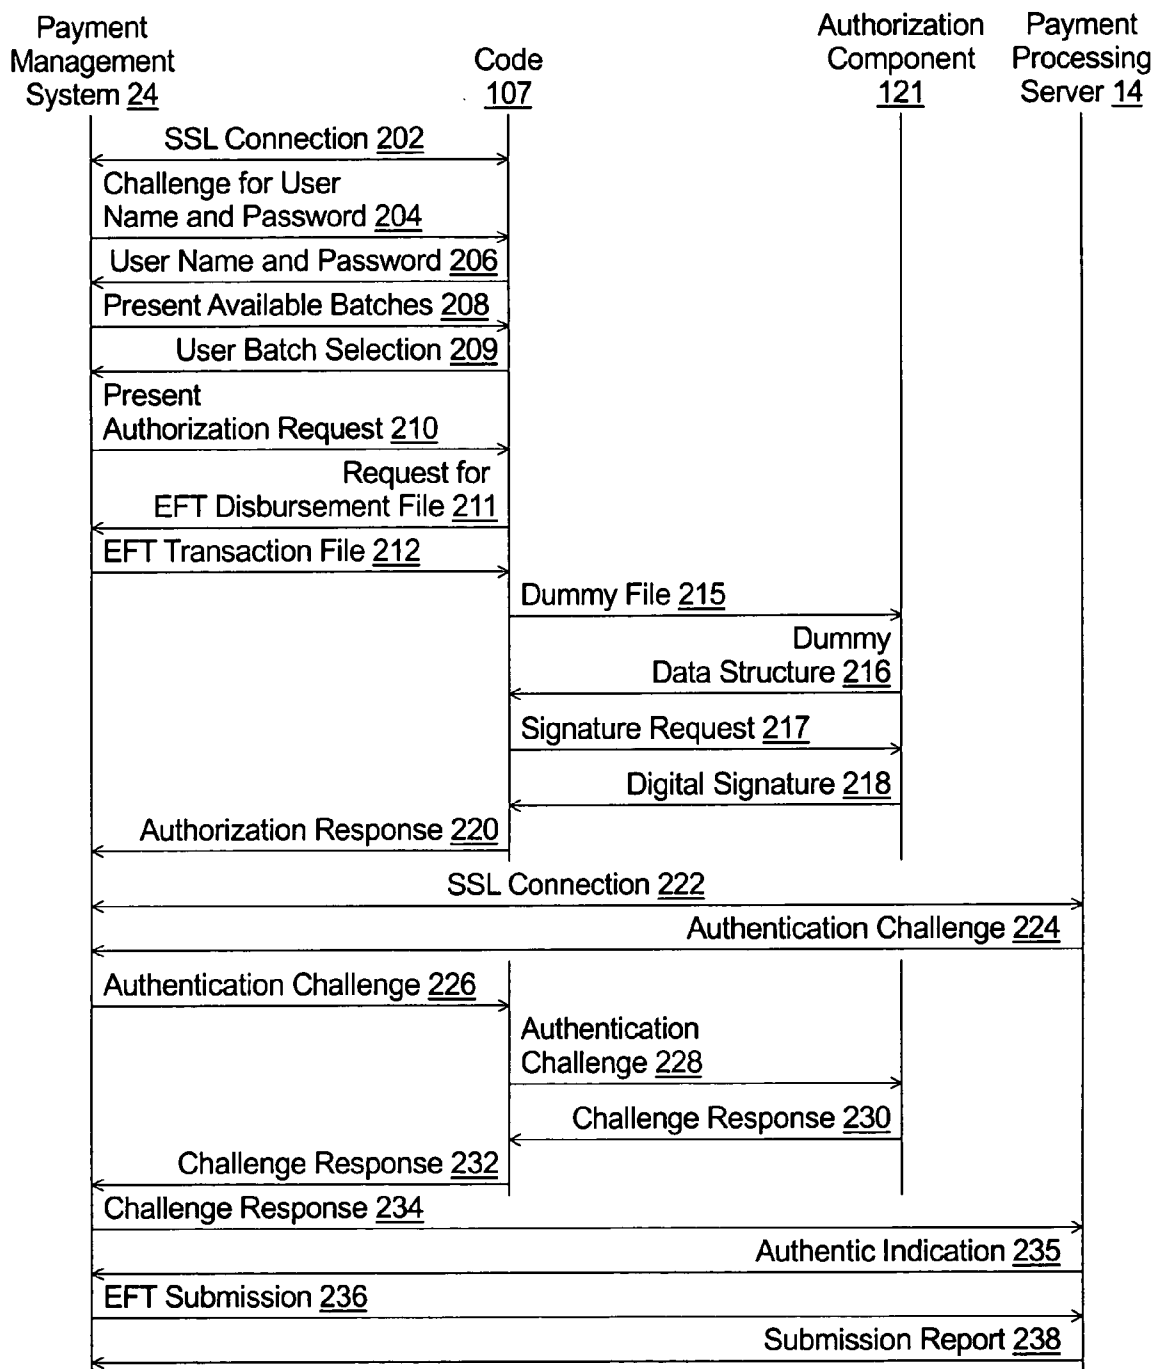 Payment
Management
System 24
Code
107
Authorization
Component
121
Payment
Processing
Server 14
SSL Connection 202
Challenge for User
Name and Password 204
User Name and Password 206
Present Available Batches 208
User Batch Selection 209
Present
Authorization Request 210
Request for
EFT Disbursement File 211
EFT Transaction File 212
Dummy File 215
Dummy
Data Structure 216
Signature Request 217
Digital Signature 218
Authorization Response 220
SSL Connection 222
Authentication Challenge 224
Authentication Challenge 226
Authentication
Challenge 228
Challenge Response 230
Challenge Response 232
Challenge Response 234
Authentic Indication 235
EFT Submission 236
Submission Report 238